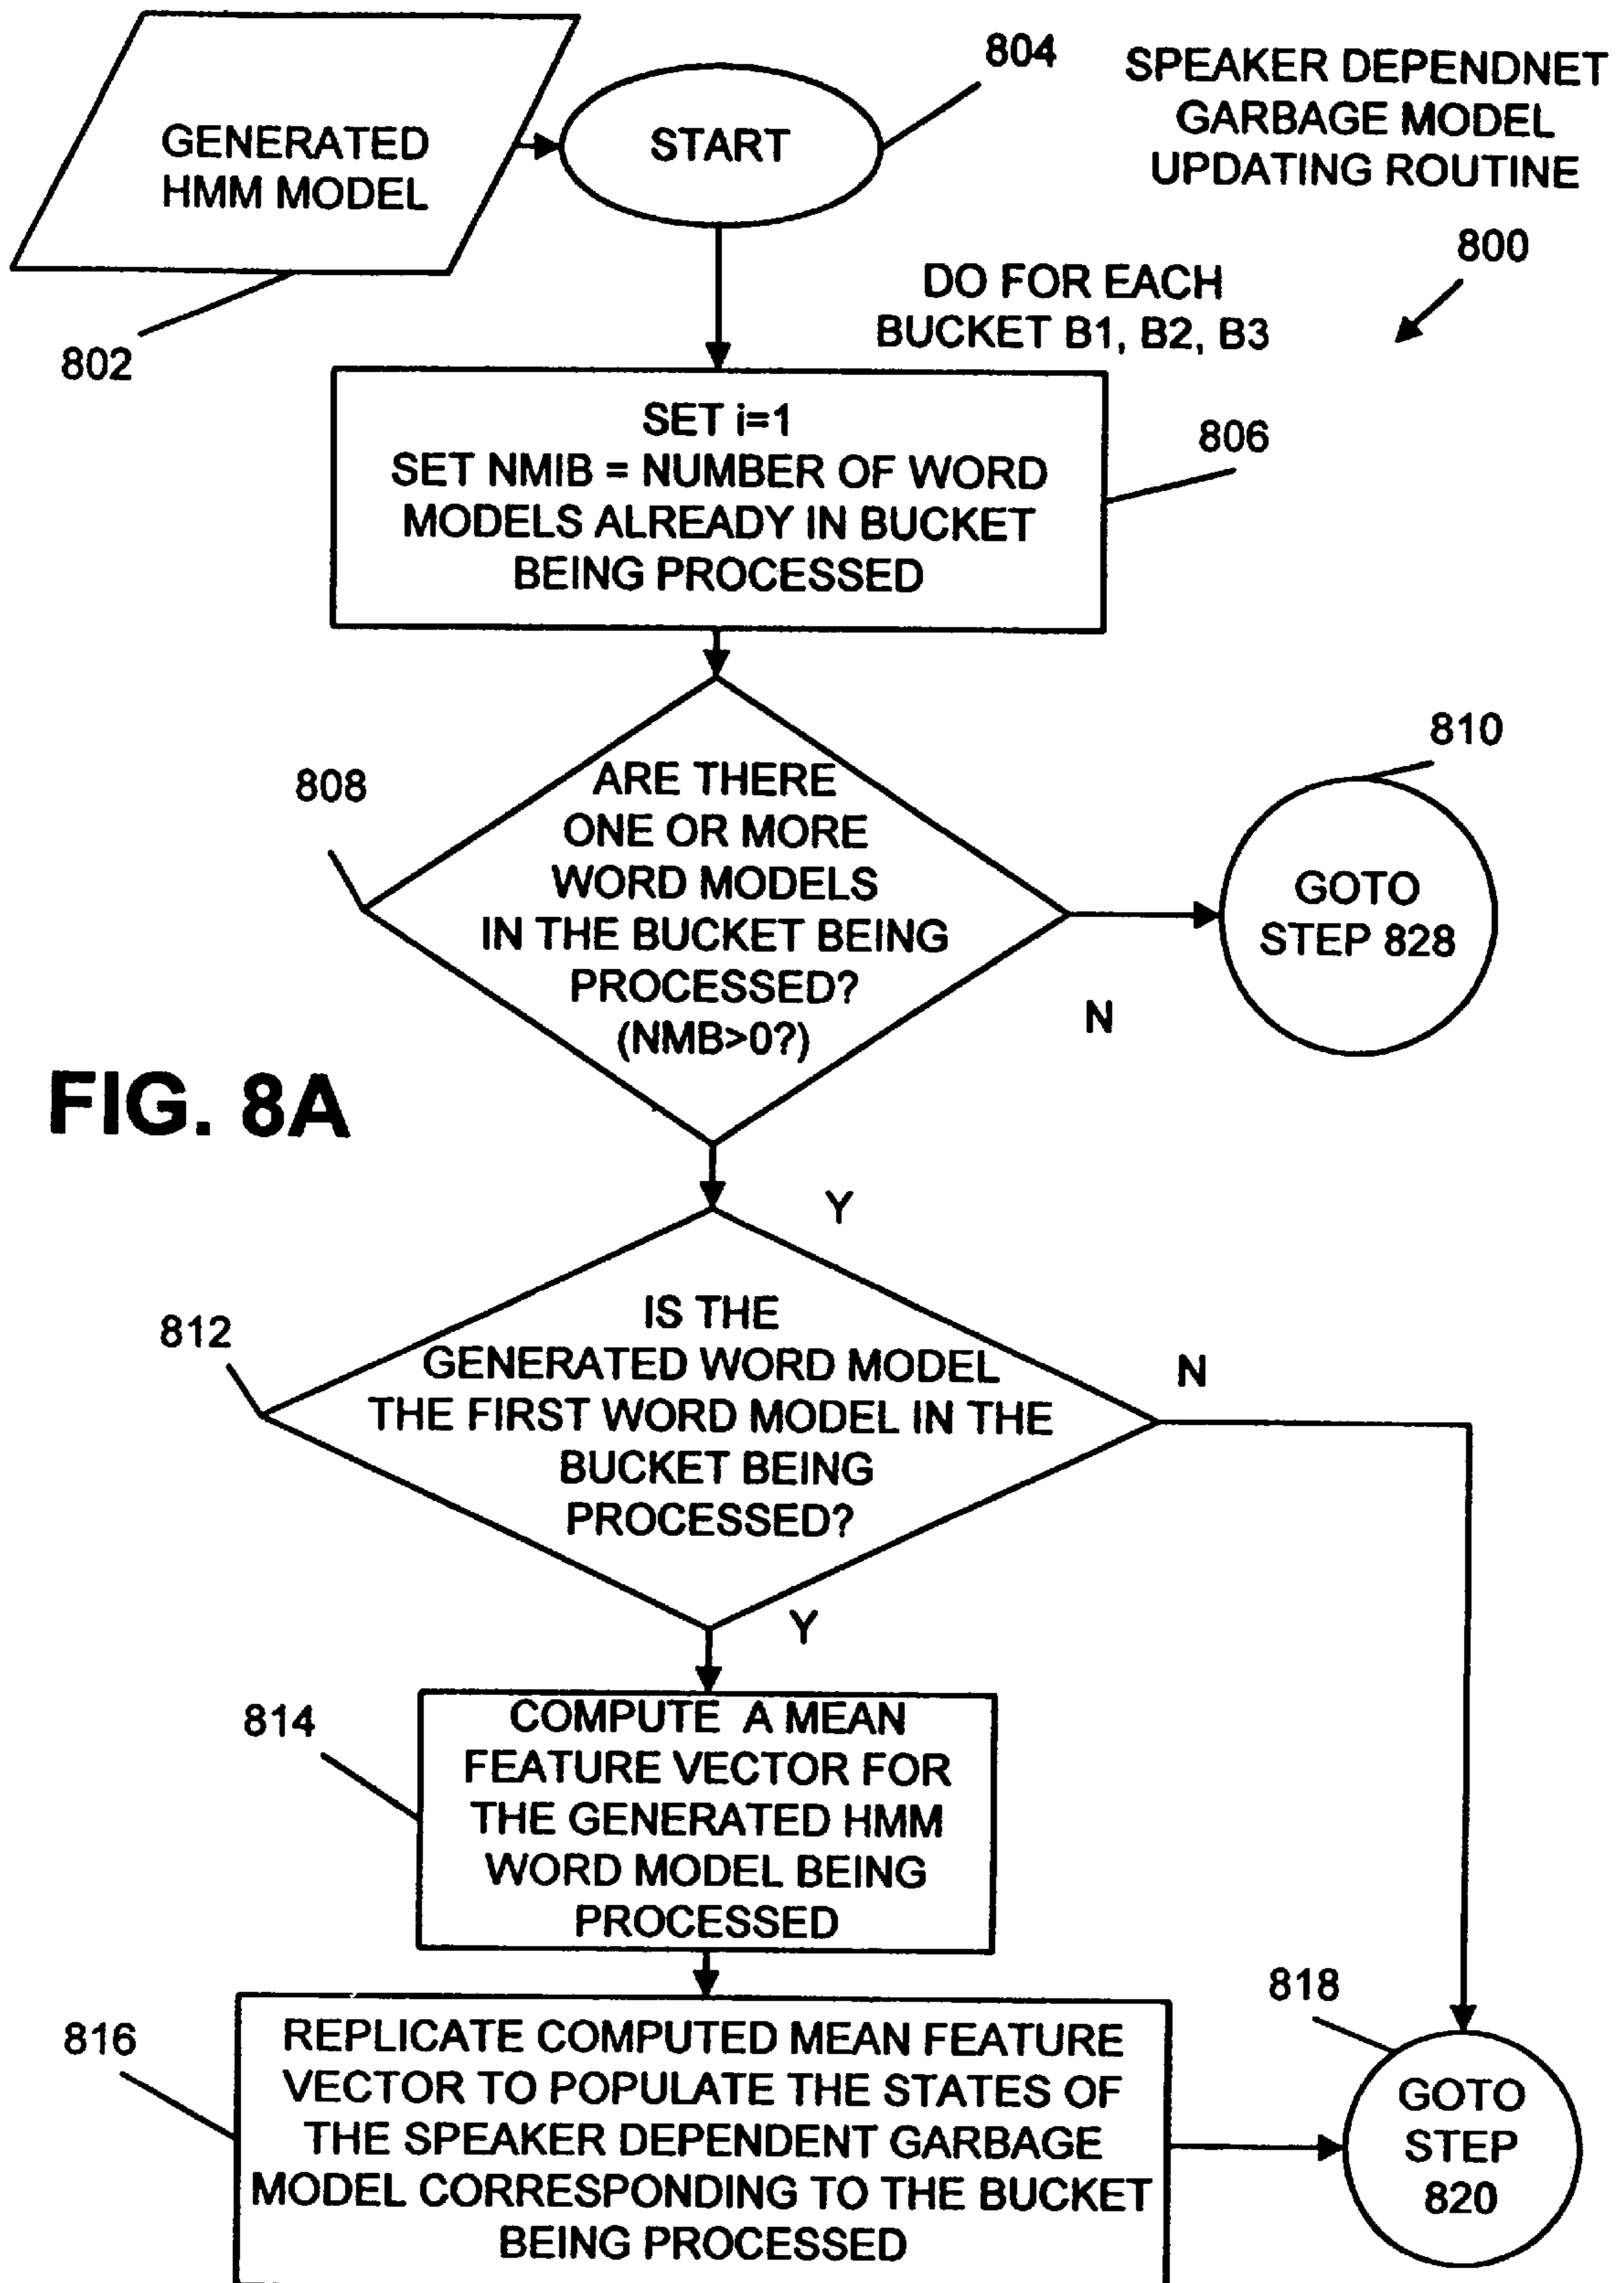 804
SPEAKER DEPENDNET
GARBAGE MODEL
UPDATING ROUTINE
800
GENERATED
HMM MODEL
START
802
DO FOR EACH
BUCKET B1, B2, B3
SET i=1
SET NMIB = NUMBER OF WORD
MODELS ALREADY IN BUCKET
BEING PROCESSED
806
808
ARE THERE
ONE OR MORE
WORD MODELS
IN THE BUCKET BEING
PROCESSED?
(NMB>0?)
N
810
GOTO
STEP 828
FIG. 8A
Y
812
IS THE
GENERATED WORD MODEL
THE FIRST WORD MODEL IN THE
BUCKET BEING
PROCESSED?
N
Y
814
COMPUTE A MEAN
FEATURE VECTOR FOR
THE GENERATED HMM
WORD MODEL BEING
PROCESSED
816
REPLICATE COMPUTED MEAN FEATURE
VECTOR TO POPULATE THE STATES OF
THE SPEAKER DEPENDENT GARBAGE
MODEL CORRESPONDING TO THE BUCKET
BEING PROCESSED
818
GOTO
STEP
820